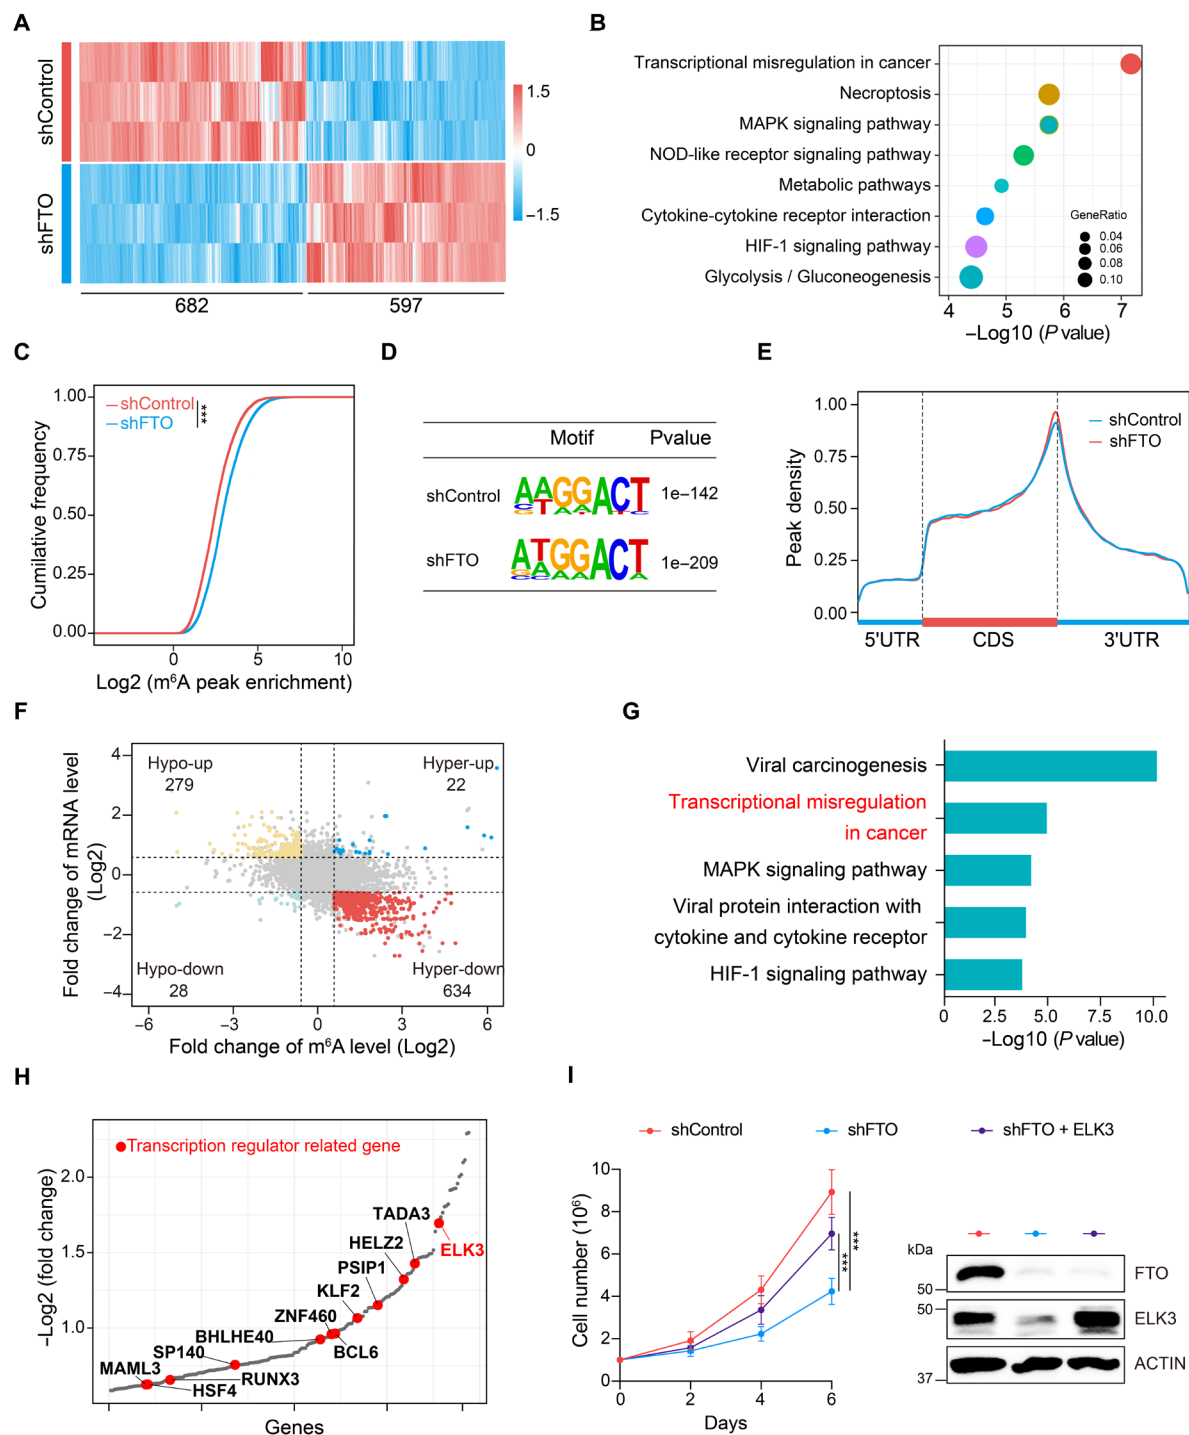 A
shControl
shFTO
1.5
0
−1.5
682
597
B
Transcriptional misregulation in cancer
Necroptosis
MAPK signaling pathway
NOD-like receptor signaling pathway
Metabolic pathways
Cytokine-cytokine receptor interaction
HIF-1 signaling pathway
Glycolysis / Gluconeogenesis
GeneRatio
0.04
0.06
0.08
0.10
4 5 6 7
−Log10 (P value)
C
Cumilative frequency
1.00
0.75
0.50
0.25
0.00
shControl
shFTO
***
0 5 10
Log2 (m⁶A peak enrichment)
D
Motif Pvalue
shControl AAGGACT 1e−142
shFTO ATGGACT 1e−209
E
Peak density
1.00
0.75
0.50
0.25
0.00
shControl
shFTO
5'UTR CDS 3'UTR
F
Fold change of mRNA level
(Log2)
4
2
0
−2
−4
Hypo-up
279
Hyper-up
22
Hypo-down
28
Hyper-down
634
−6 −3 0 3 6
Fold change of m⁶A level (Log2)
G
Viral carcinogenesis
Transcriptional misregulation
in cancer
MAPK signaling pathway
Viral protein interaction with
cytokine and cytokine receptor
HIF-1 signaling pathway
0 2.5 5.0 7.5 10.0
−Log10 (P value)
H
−Log2 (fold change)
2.0
1.5
1.0
Transcription regulator related gene
TADA3
ELK3
HELZ2
PSIP1
KLF2
ZNF460
BHLHE40
BCL6
SP140
MAML3
RUNX3
HSF4
Genes
I
shControl
shFTO
shFTO + ELK3
Cell number (10⁶)
10
8
6
4
2
0
0 2 4 6
Days
***
***
kDa
50
50
37
FTO
ELK3
ACTIN